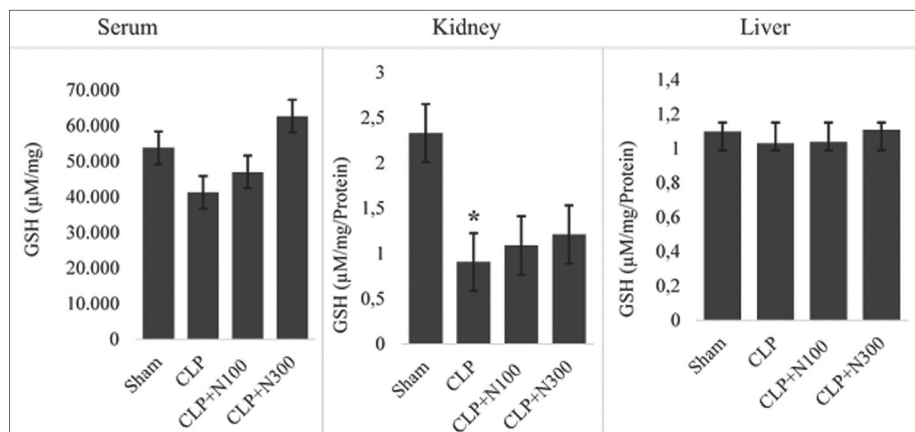 Serum
GSH (µM/mg)
70.000
60.000
50.000
40.000
30.000
20.000
10.000
0
Sham
CLP
CLP+N100
CLP+N300
Kidney
GSH (µM/mg/Protein)
3
2,5
2
1,5
1
0,5
0
*
Sham
CLP
CLP+N100
CLP+N300
Liver
GSH (µM/mg/Protein)
1,4
1,2
1
0,8
0,6
0,4
0,2
0
Sham
CLP
CLP+N100
CLP+N300